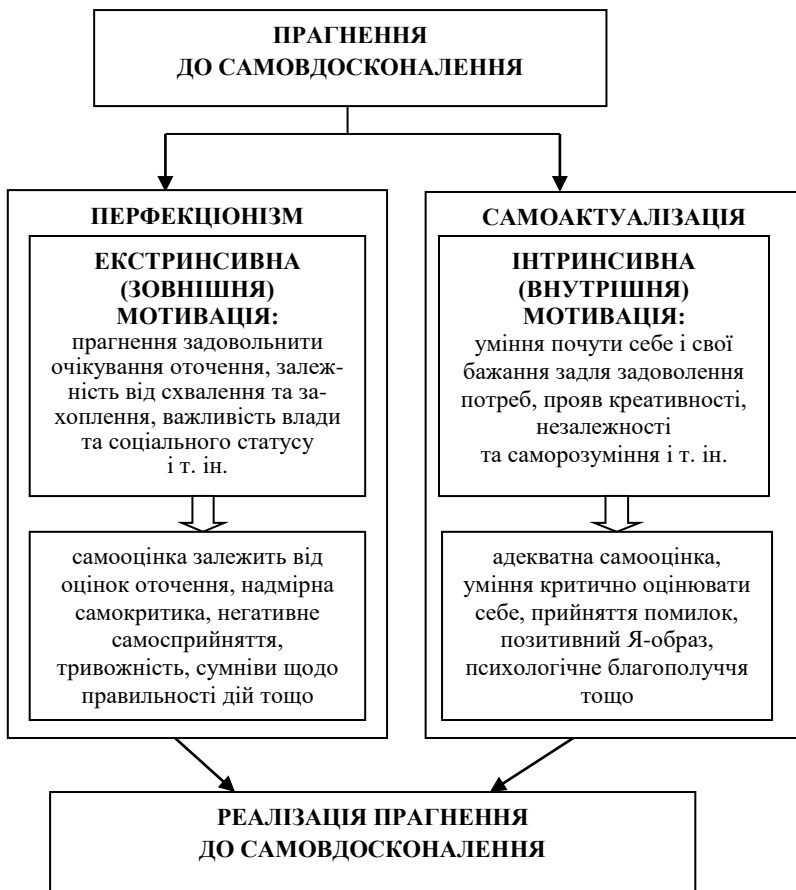 ПРАГНЕННЯ
ДО САМОВДОСКОНАЛЕННЯ
ПЕРФЕКЦІОНІЗМ
ЕКСТРИНСИВНА
(ЗОВНІШНЯ)
МОТИВАЦІЯ:
прагнення задовольнити
очікування оточення, залеж-
ність від схвалення та за-
хоплення, важливість влади
та соціального статусу
і т. ін.
самооцінка залежить від
оцінок оточення, надмірна
самокритика, негативне
самосприйняття,
тривожність, сумніви щодо
правильності дій тощо
САМОАКТУАЛІЗАЦІЯ
ІНТРИНСИВНА
(ВНУТРІШНЯ)
МОТИВАЦІЯ:
уміння почути себе і свої
бажання задля задоволення
потреб, прояв креативності,
незалежності
та саморозуміння і т. ін.
адекватна самооцінка,
уміння критично оцінювати
себе, прийняття помилок,
позитивний Я-образ,
психологічне благополуччя
тощо
РЕАЛІЗАЦІЯ ПРАГНЕННЯ
ДО САМОВДОСКОНАЛЕННЯ